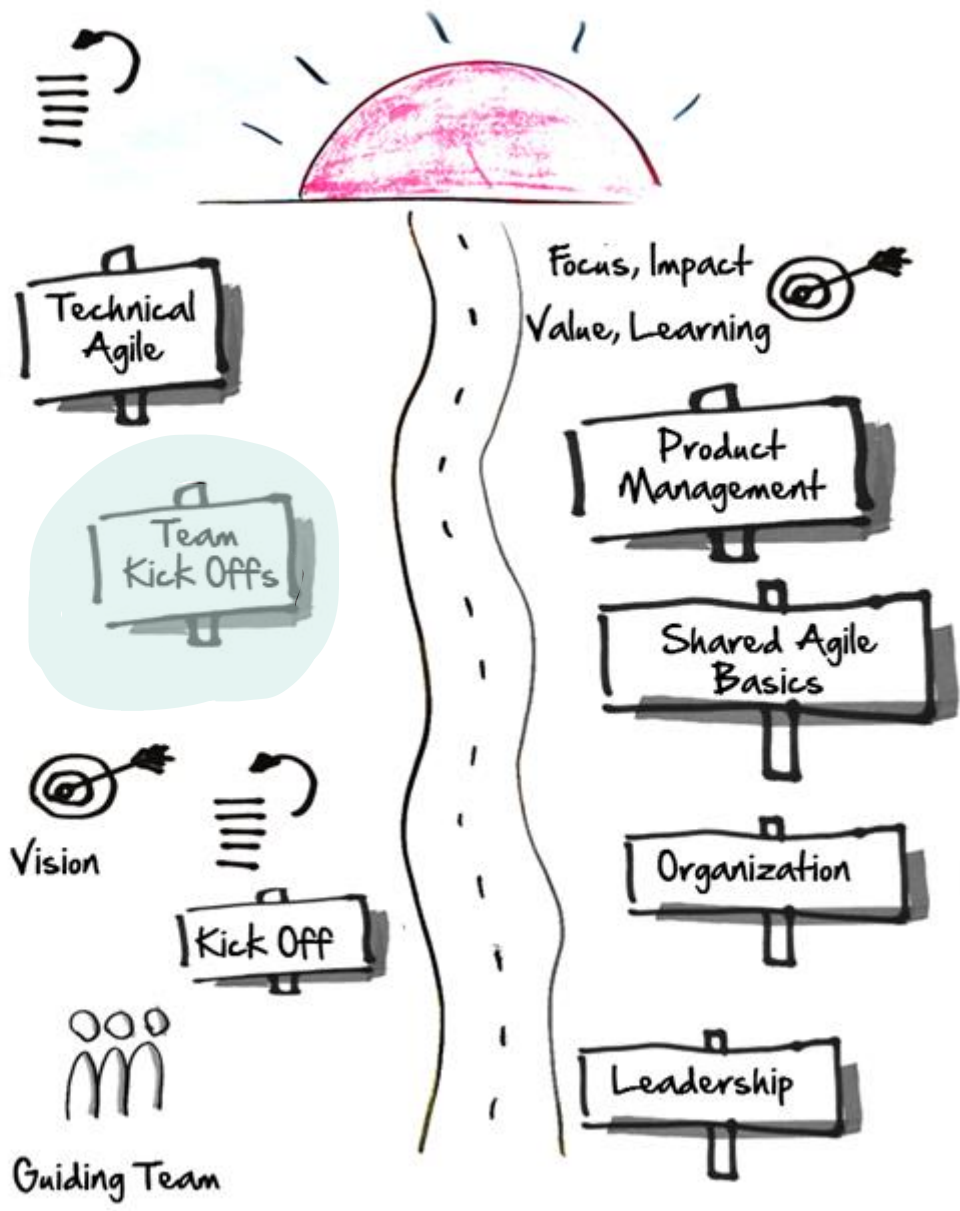 Technical
Agile
Focus, Impact
Value, Learning
Product
Management
Team
Kick Offs
Shared Agile
Basics
Vision
Organization
Kick Off
Leadership
Guiding Team